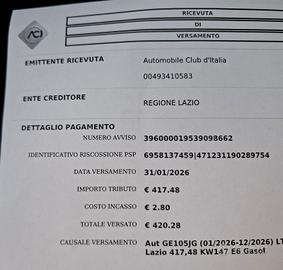 ACI
RICEVUTA
DI
VERSAMENTO
EMITTENTE RICEVUTA Automobile Club d'Italia
00493410583
ENTE CREDITORE REGIONE LAZIO
DETTAGLIO PAGAMENTO
NUMERO AVVISO 396000019539098662
IDENTIFICATIVO RISCOSSIONE PSP 6958137459|471231190289754
DATA VERSAMENTO 31/01/2026
IMPORTO TRIBUTO € 417.48
COSTO INCASSO € 2.80
TOTALE VERSATO € 420.28
CAUSALE VERSAMENTO Aut GE105JG (01/2026-12/2026) LT
Lazio 417,48 KW147 E6 Gasol